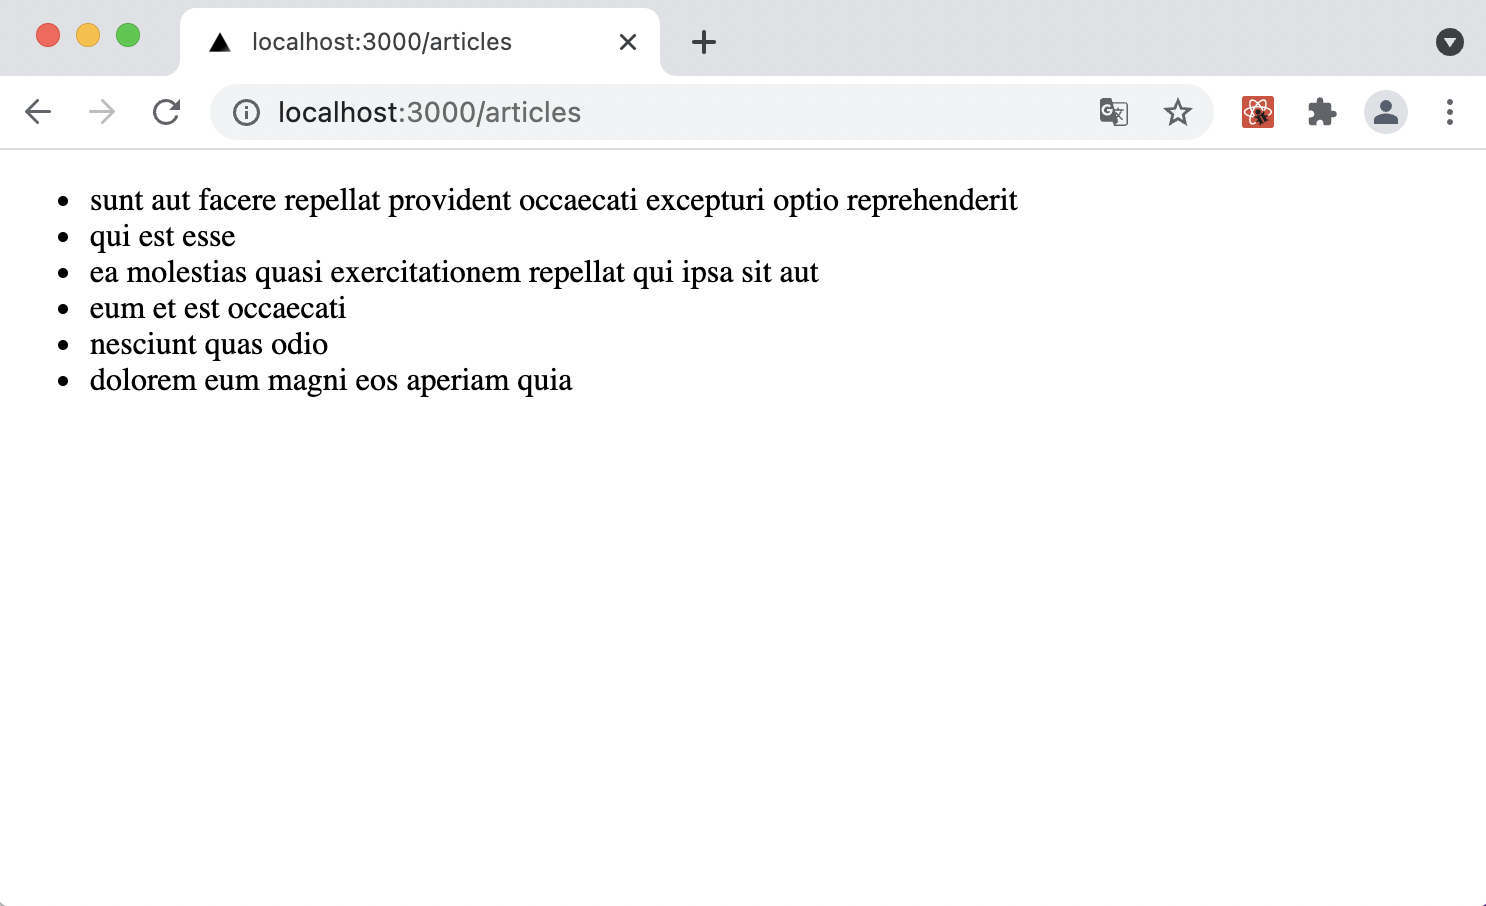 localhost:3000/articles
localhost:3000/articles
sunt aut facere repellat provident occaecati excepturi optio reprehenderit
qui est esse
ea molestias quasi exercitationem repellat qui ipsa sit aut
eum et est occaecati
nesciunt quas odio
dolorem eum magni eos aperiam quia